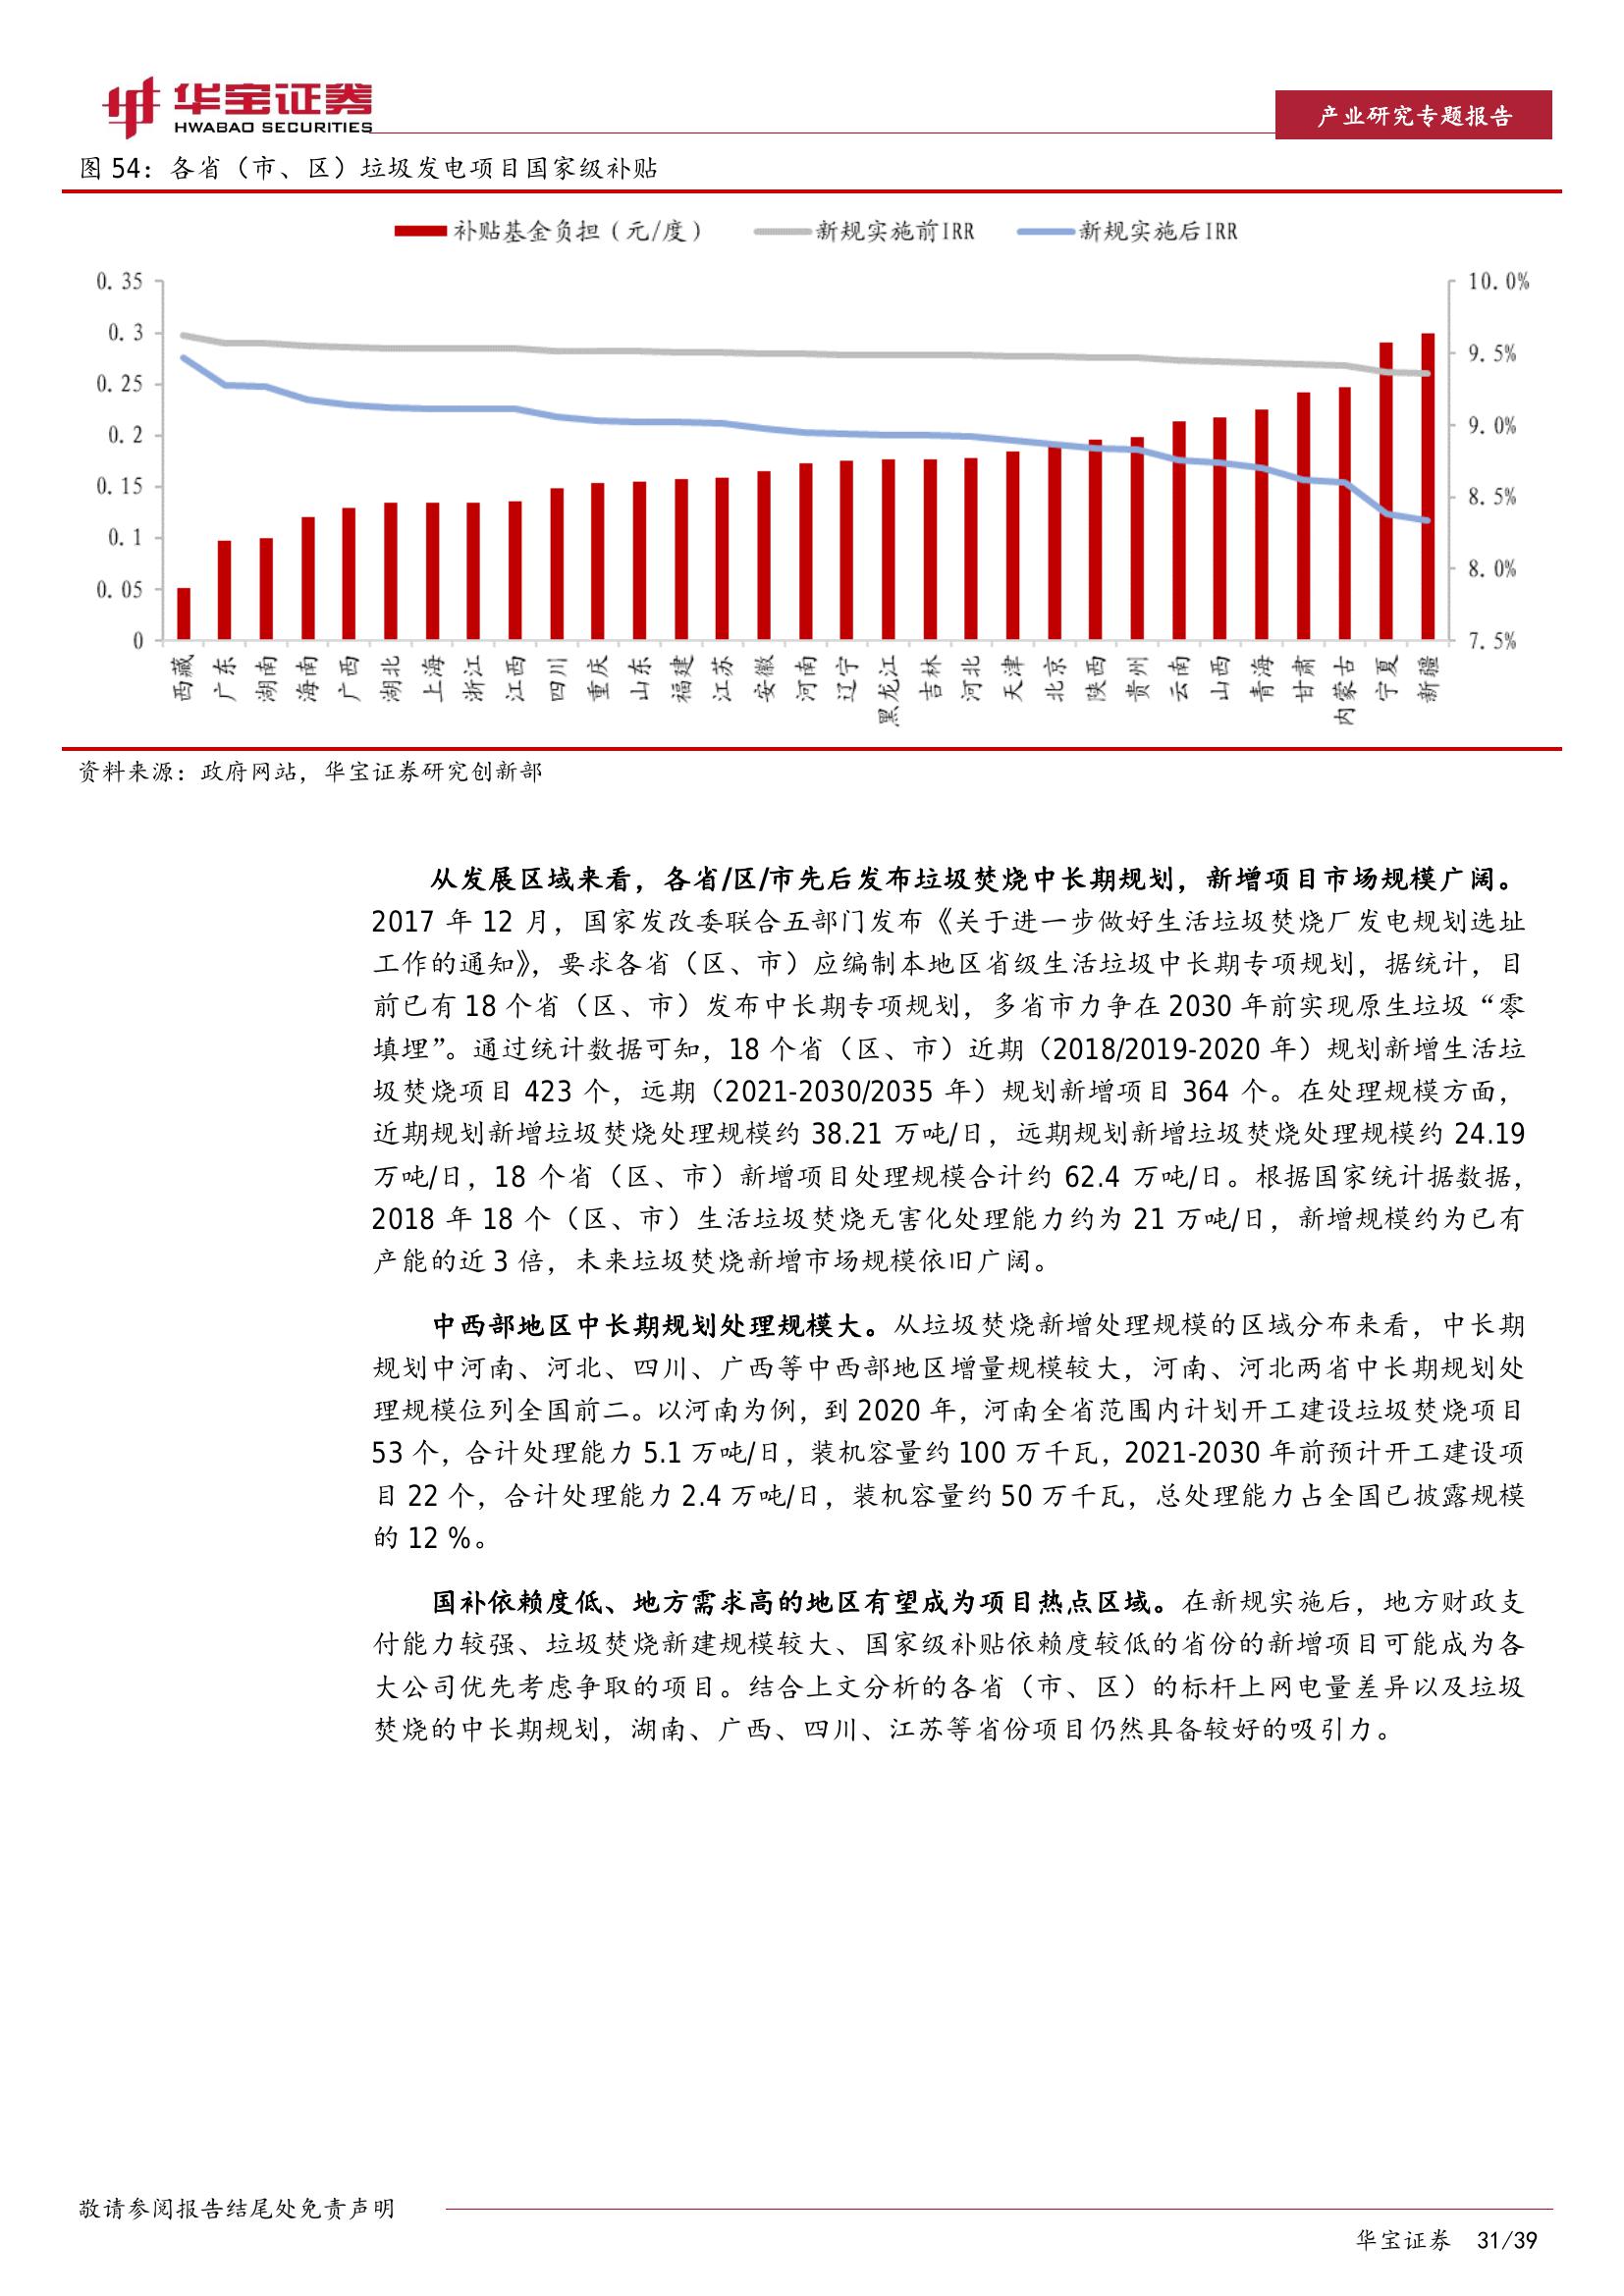 华宝证券
HWABAO SECURITIES
产业研究专题报告
图 54：各省（市、区）垃圾发电项目国家级补贴
补贴基金负担（元/度） 新规实施前IRR 新规实施后IRR
0.35
0.3
0.25
0.2
0.15
0.1
0.05
0
10.0%
9.5%
9.0%
8.5%
8.0%
7.5%
西藏 广东 湖南 海南 广西 湖北 上海 浙江 江西 四川 重庆 山东 福建 江苏 安徽 河南 辽宁 黑龙江 吉林 河北 天津 北京 陕西 贵州 云南 山西 青海 甘肃 内蒙古 宁夏 新疆
资料来源：政府网站，华宝证券研究创新部
从发展区域来看，各省/区/市先后发布垃圾焚烧中长期规划，新增项目市场规模广阔。
2017 年 12 月，国家发改委联合五部门发布《关于进一步做好生活垃圾焚烧厂发电规划选址
工作的通知》，要求各省（区、市）应编制本地区省级生活垃圾中长期专项规划，据统计，目
前已有 18 个省（区、市）发布中长期专项规划，多省市力争在 2030 年前实现原生垃圾“零
填埋”。通过统计数据可知，18 个省（区、市）近期（2018/2019-2020 年）规划新增生活垃
圾焚烧项目 423 个，远期（2021-2030/2035 年）规划新增项目 364 个。在处理规模方面，
近期规划新增垃圾焚烧处理规模约 38.21 万吨/日，远期规划新增垃圾焚烧处理规模约 24.19
万吨/日，18 个省（区、市）新增项目处理规模合计约 62.4 万吨/日。根据国家统计据数据，
2018 年 18 个（区、市）生活垃圾焚烧无害化处理能力约为 21 万吨/日，新增规模约为已有
产能的近 3 倍，未来垃圾焚烧新增市场规模依旧广阔。
中西部地区中长期规划处理规模大。从垃圾焚烧新增处理规模的区域分布来看，中长期
规划中河南、河北、四川、广西等中西部地区增量规模较大，河南、河北两省中长期规划处
理规模位列全国前二。以河南为例，到 2020 年，河南全省范围内计划开工建设垃圾焚烧项目
53 个，合计处理能力 5.1 万吨/日，装机容量约 100 万千瓦，2021-2030 年前预计开工建设项
目 22 个，合计处理能力 2.4 万吨/日，装机容量约 50 万千瓦，总处理能力占全国已披露规模
的 12 %。
国补依赖度低、地方需求高的地区有望成为项目热点区域。在新规实施后，地方财政支
付能力较强、垃圾焚烧新建规模较大、国家级补贴依赖度较低的省份的新增项目可能成为各
大公司优先考虑争取的项目。结合上文分析的各省（市、区）的标杆上网电量差异以及垃圾
焚烧的中长期规划，湖南、广西、四川、江苏等省份项目仍然具备较好的吸引力。
敬请参阅报告结尾处免责声明
华宝证券 31/39